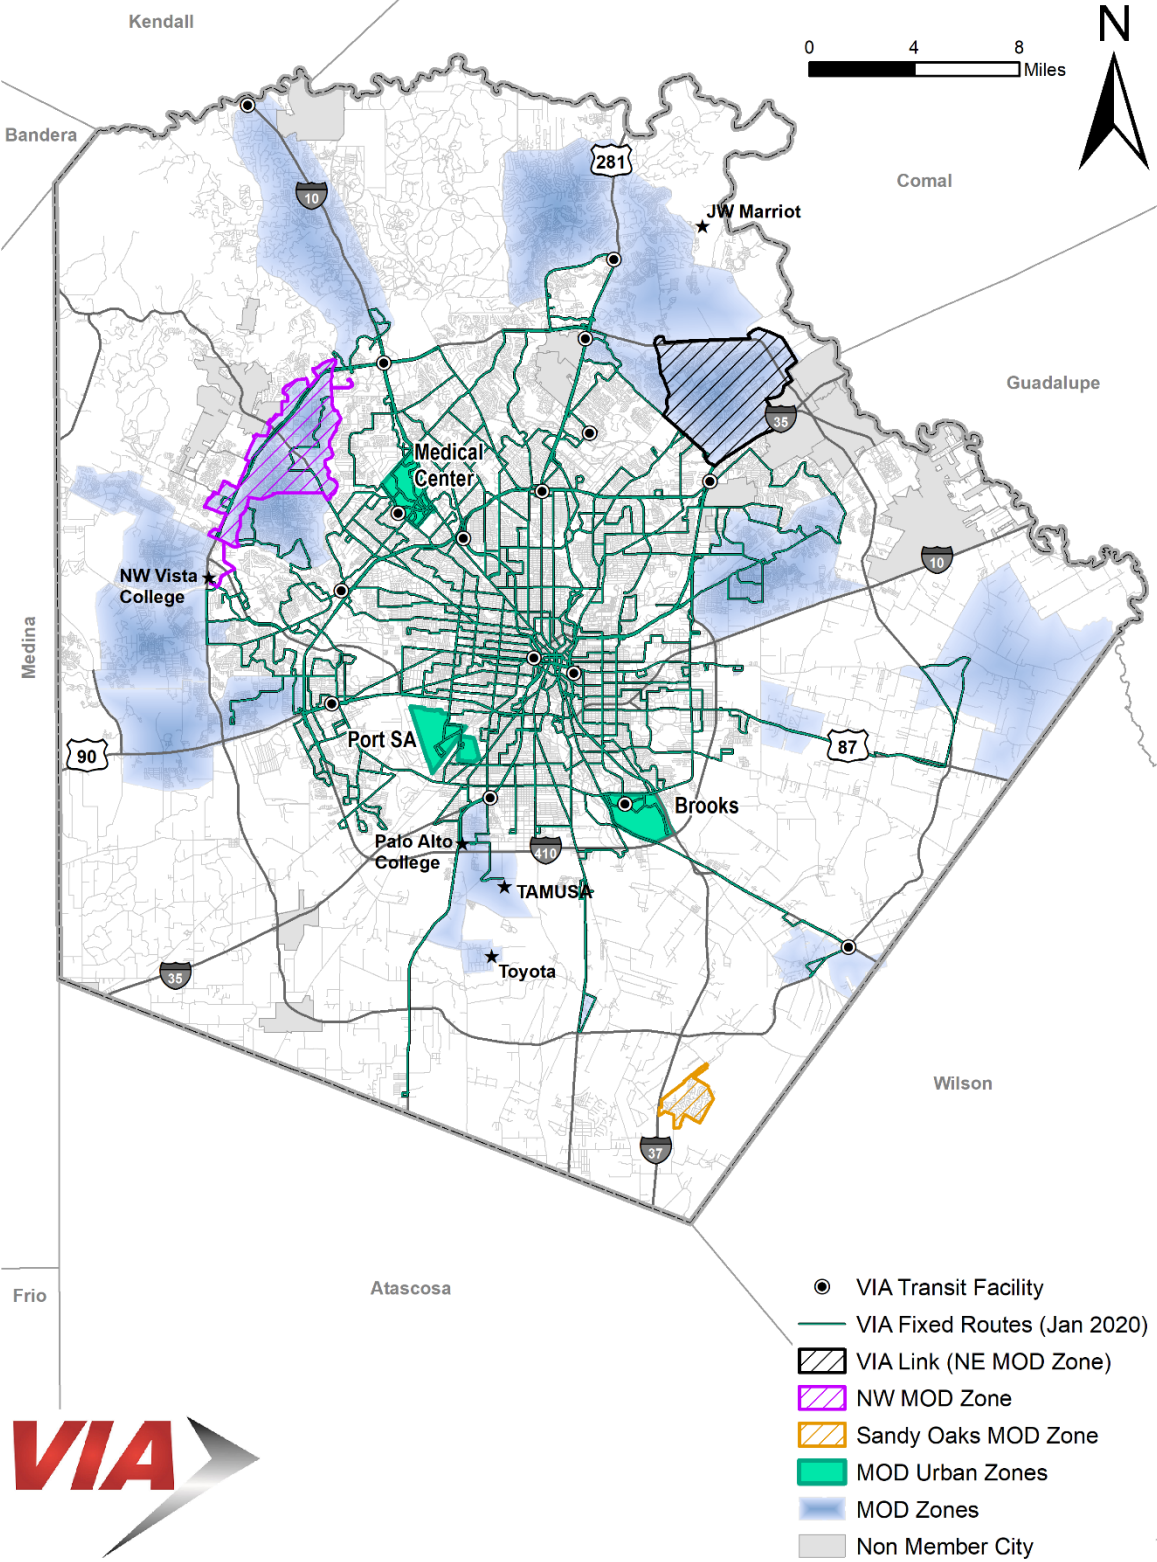 Kendall
N
0 4 8
Miles
Bandera
281
Comal
10
JW Marriot
Guadalupe
35
Medical
Center
10
NW Vista
College
Medina
90
Port SA
87
Brooks
Palo Alto
College
410
TAMUSA
35
Toyota
Wilson
37
Atascosa
Frio
VIA Transit Facility
VIA Fixed Routes (Jan 2020)
VIA Link (NE MOD Zone)
NW MOD Zone
Sandy Oaks MOD Zone
MOD Urban Zones
MOD Zones
Non Member City
VIA